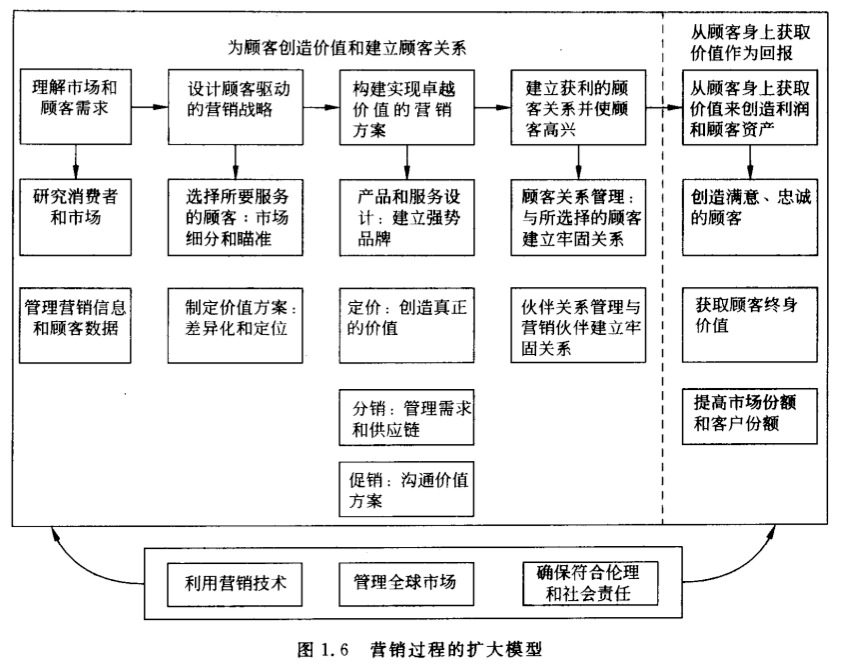 为顾客创造价值和建立顾客关系
从顾客身上获取
价值作为回报
理解市场和
顾客需求
设计顾客驱动
的营销战略
构建实现卓越
价值的营销
方案
建立获利的顾
客关系并使顾
客高兴
从顾客身上获取
价值来创造利润
和顾客资产
研究消费者
和市场
选择所要服务
的顾客：市场
细分和瞄准
产品和服务设
计：建立强势
品牌
顾客关系管理：
与所选择的顾客
建立牢固关系
创造满意、忠诚
的顾客
管理营销信息
和顾客数据
制定价值方案：
差异化和定位
定价：创造真正
的价值
伙伴关系管理与
营销伙伴建立牢
固关系
获取顾客终身
价值
分销：管理需求
和供应链
提高市场份额
和客户份额
促销：沟通价值
方案
利用营销技术
管理全球市场
确保符合伦理
和社会责任
图1.6 营销过程的扩大模型